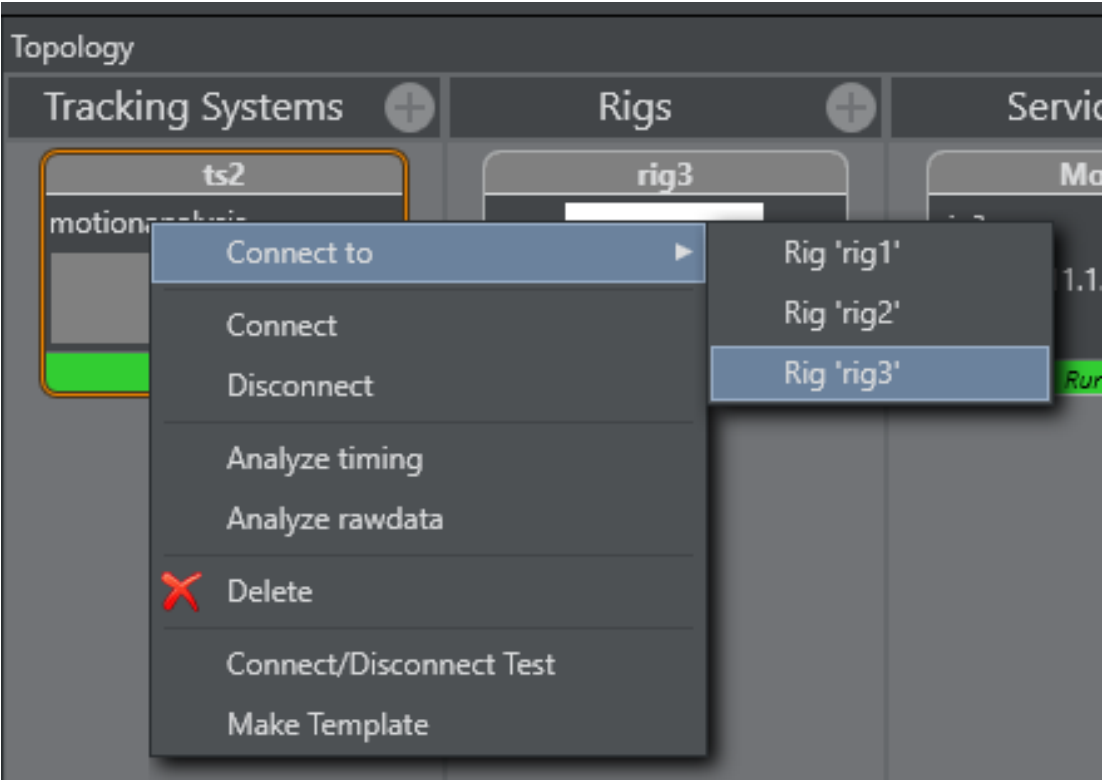 Topology
Tracking Systems
Rigs
ts2
rig3
Connect to
Rig 'rig1'
Connect
Rig 'rig2'
Disconnect
Rig 'rig3'
Analyze timing
Analyze rawdata
Delete
Connect/Disconnect Test
Make Template